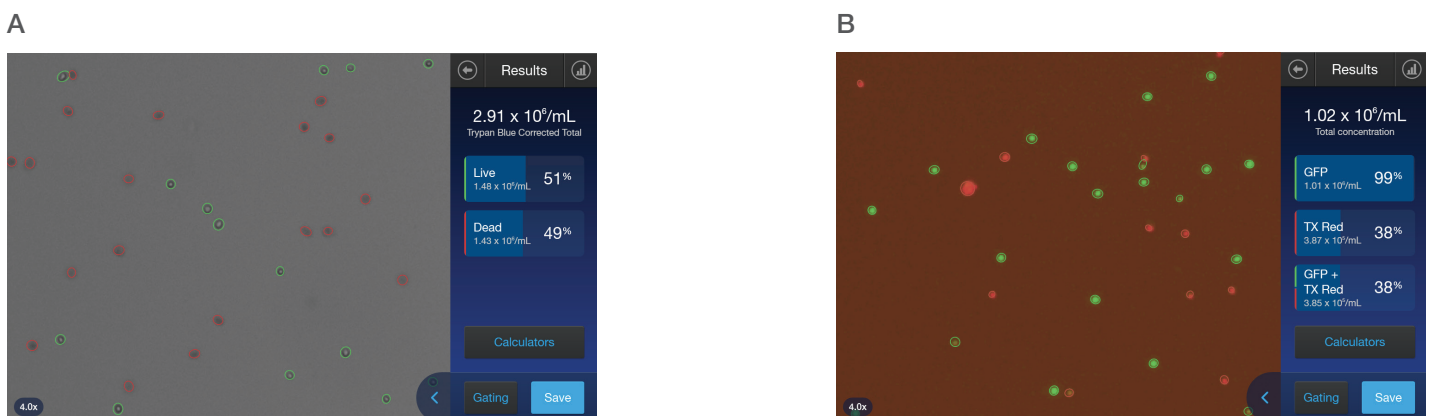 A
Results
2.91 x 10⁶/mL
Trypan Blue Corrected Total
Live
1.48 x 10⁶/mL
51%
Dead
1.43 x 10⁶/mL
49%
Calculators
Gating
Save
4.0x
B
Results
1.02 x 10⁶/mL
Total concentration
GFP
1.01 x 10⁶/mL
99%
TX Red
3.87 x 10⁵/mL
38%
GFP +
TX Red
3.85 x 10⁵/mL
38%
Calculators
Gating
Save
4.0x